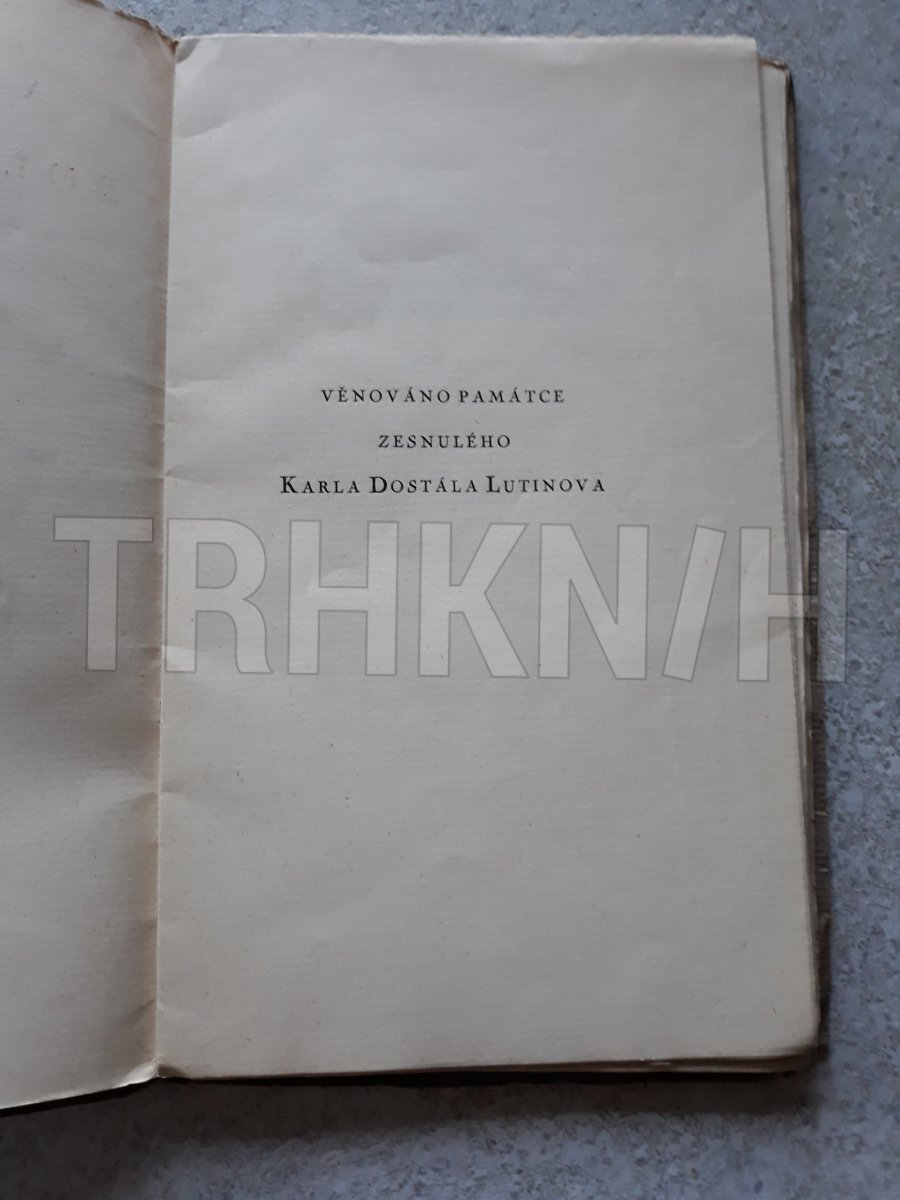 VĚNOVÁNO PAMÁTCE
ZESNULÉHO
KARLA DOSTÁLA LUTINOVA
TRHKNIH